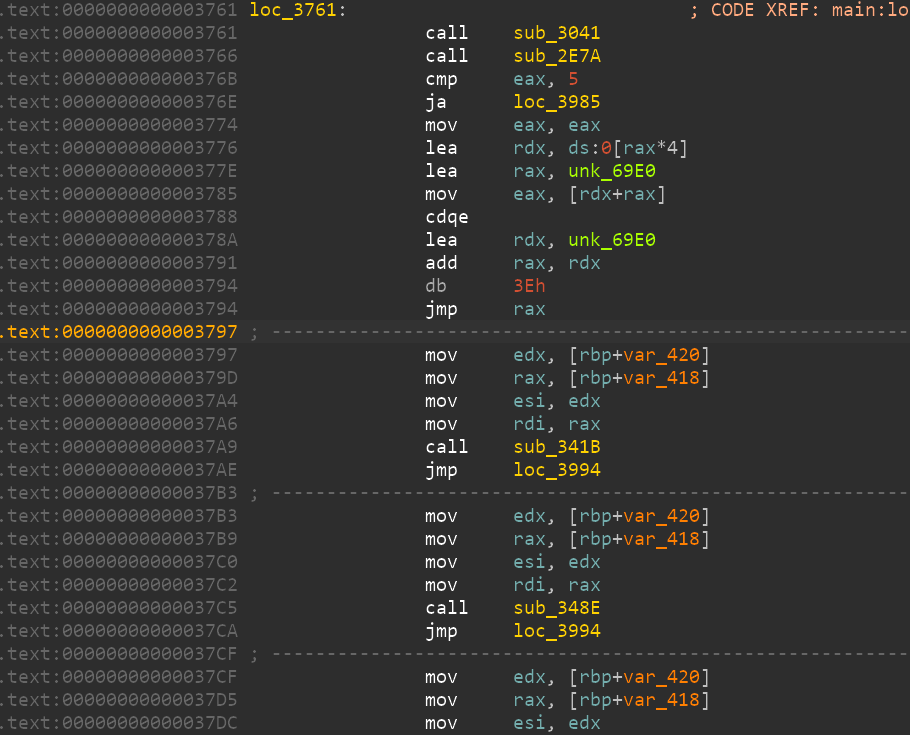 .text:0000000000003761 loc_3761: ; CODE XREF: main:lo
.text:0000000000003761 call sub_3041
.text:0000000000003766 call sub_2E7A
.text:000000000000376B cmp eax, 5
.text:000000000000376E ja loc_3985
.text:0000000000003774 mov eax, eax
.text:0000000000003776 lea rdx, ds:0[rax*4]
.text:000000000000377E lea rax, unk_69E0
.text:0000000000003785 mov eax, [rdx+rax]
.text:0000000000003788 cdqe
.text:000000000000378A lea rdx, unk_69E0
.text:0000000000003791 add rax, rdx
.text:0000000000003794 db 3Eh
.text:0000000000003794 jmp rax
.text:0000000000003797 ; ---------------------------------------------------------
.text:0000000000003797 mov edx, [rbp+var_420]
.text:000000000000379D mov rax, [rbp+var_418]
.text:00000000000037A4 mov esi, edx
.text:00000000000037A6 mov rdi, rax
.text:00000000000037A9 call sub_341B
.text:00000000000037AE jmp loc_3994
.text:00000000000037B3 ; ---------------------------------------------------------
.text:00000000000037B3 mov edx, [rbp+var_420]
.text:00000000000037B9 mov rax, [rbp+var_418]
.text:00000000000037C0 mov esi, edx
.text:00000000000037C2 mov rdi, rax
.text:00000000000037C5 call sub_348E
.text:00000000000037CA jmp loc_3994
.text:00000000000037CF ; ---------------------------------------------------------
.text:00000000000037CF mov edx, [rbp+var_420]
.text:00000000000037D5 mov rax, [rbp+var_418]
.text:00000000000037DC mov esi, edx